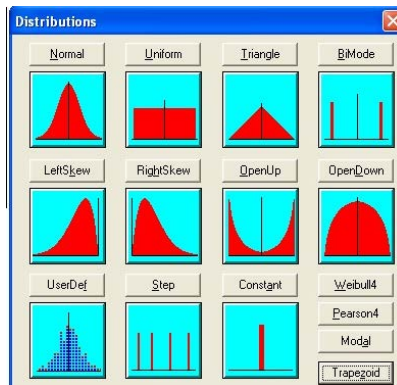 Distributions
Normal Uniform Triangle BiMode
LeftSkew RightSkew OpenUp OpenDown
UserDef Step Constant Weibull4
Pearson4
Modal
Trapezoid